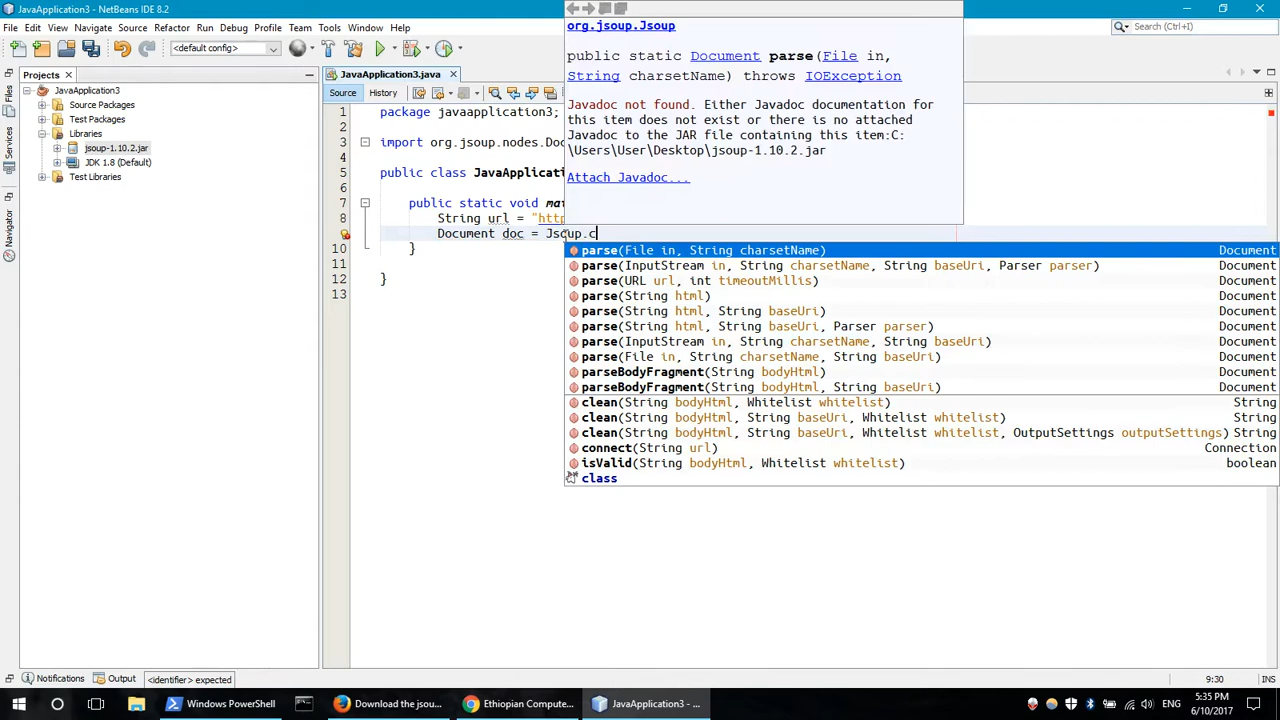 JavaApplication3 - NetBeans IDE 8.2
File Edit View Navigate Source Refactor Run Debug Profile Team Tools Window Help
Search (Ctrl+I)
<default config>
Projects
JavaApplication3
Source Packages
Test Packages
Libraries
jsoup-1.10.2.jar
JDK 1.8 (Default)
Test Libraries
Files
Services
Navigator
JavaApplication3.java
Source History
1 package javaapplication3;
2
3 import org.jsoup.nodes.Doc
4
5 public class JavaApplicati
6
7 public static void ma
8 String url = "http
Document doc = Jsoup.c
10 }
11
12 }
13
org.jsoup.Jsoup
public static Document parse(File in,
String charsetName) throws IOException
Javadoc not found. Either Javadoc documentation for
this item does not exist or there is no attached
Javadoc to the JAR file containing this item:C:
\Users\User\Desktop\jsoup-1.10.2.jar
Attach Javadoc...
parse(File in, String charsetName) Document
parse(InputStream in, String charsetName, String baseUri, Parser parser) Document
parse(URL url, int timeoutMillis) Document
parse(String html) Document
parse(String html, String baseUri) Document
parse(String html, String baseUri, Parser parser) Document
parse(InputStream in, String charsetName, String baseUri) Document
parse(File in, String charsetName, String baseUri) Document
parseBodyFragment(String bodyHtml) Document
parseBodyFragment(String bodyHtml, String baseUri) Document
clean(String bodyHtml, Whitelist whitelist) String
clean(String bodyHtml, String baseUri, Whitelist whitelist) String
clean(String bodyHtml, String baseUri, Whitelist whitelist, OutputSettings outputSettings) String
connect(String url) Connection
isValid(String bodyHtml, Whitelist whitelist) boolean
class
Notifications Output <identifier> expected
9:30 INS
Windows PowerShell Download the jsou... Ethiopian Compute... JavaApplication3 - ...
ENG 5:35 PM
6/10/2017